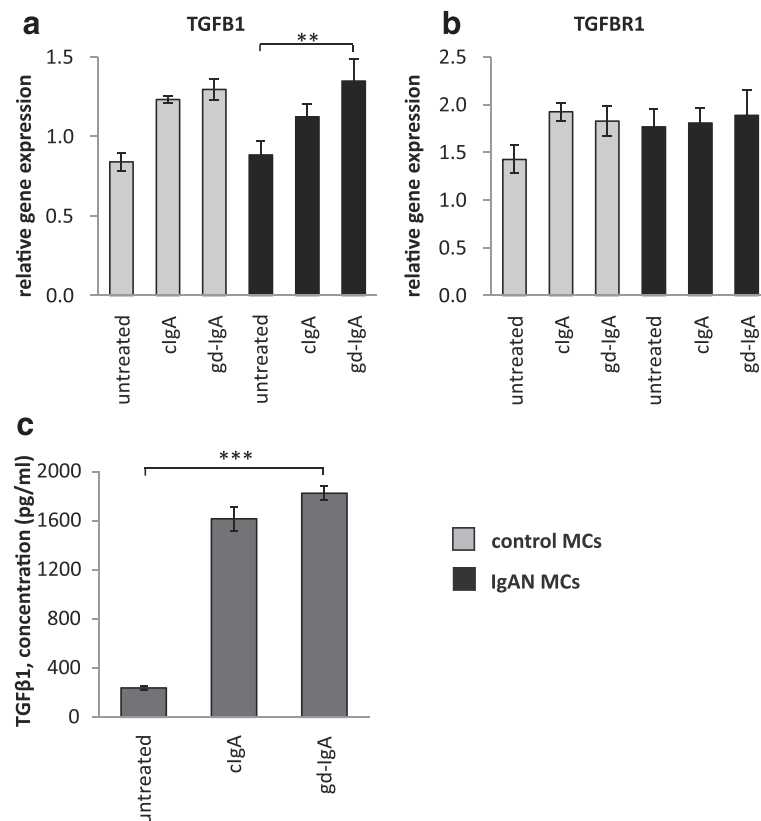 a
TGFB1
relative gene expression
1.5
1.0
0.5
0.0
**
untreated
cIgA
gd-IgA
untreated
cIgA
gd-IgA
b
TGFBR1
relative gene expression
2.5
2.0
1.5
1.0
0.5
0.0
untreated
cIgA
gd-IgA
untreated
cIgA
gd-IgA
c
TGFβ1, concentration (pg/ml)
2000
1600
1200
800
400
0
***
untreated
cIgA
gd-IgA
control MCs
IgAN MCs